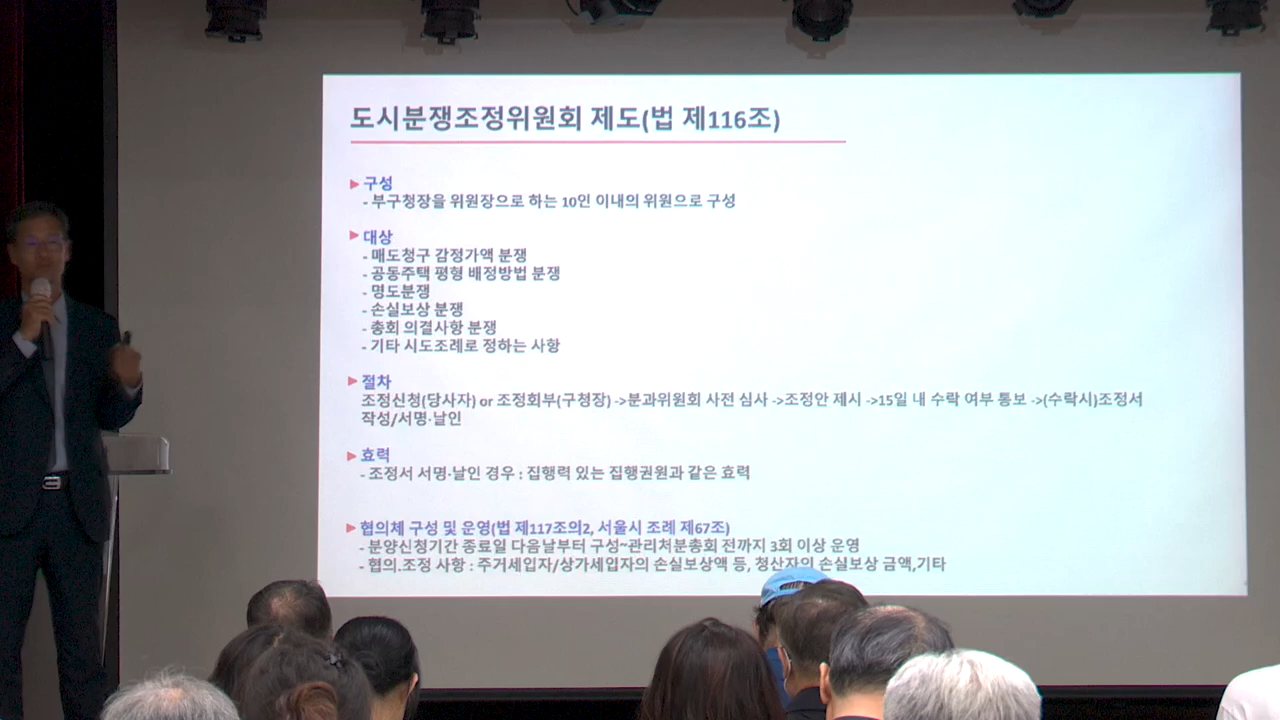 도시분쟁조정위원회 제도(법 제116조)
▶ 구성
- 부구청장을 위원장으로 하는 10인 이내의 위원으로 구성
▶ 대상
- 매도청구 감정가액 분쟁
- 공동주택 평형 배정방법 분쟁
- 명도분쟁
- 손실보상 분쟁
- 총회 의결사항 분쟁
- 기타 시도조례로 정하는 사항
▶ 절차
조정신청(당사자) or 조정회부(구쳥장) ->분과위원회 사전 심사 ->조정안 제시 ->15일 내 수락 여부 통보 ->(수락시)조정서
작성/서명·날인
▶ 효력
- 조정서 서명·날인 경우 : 집행력 있는 집행권원과 같은 효력
▶ 협의체 구성 및 운영(법 제117조의2, 서울시 조례 제67조)
- 분양신청기간 종료일 다음날부터 구성~관리처분총회 전까지 3회 이상 운영
- 협의.조정 사항 : 주거세입자/상가세입자의 손실보상액 등, 청산자의 손실보상 금액,기타